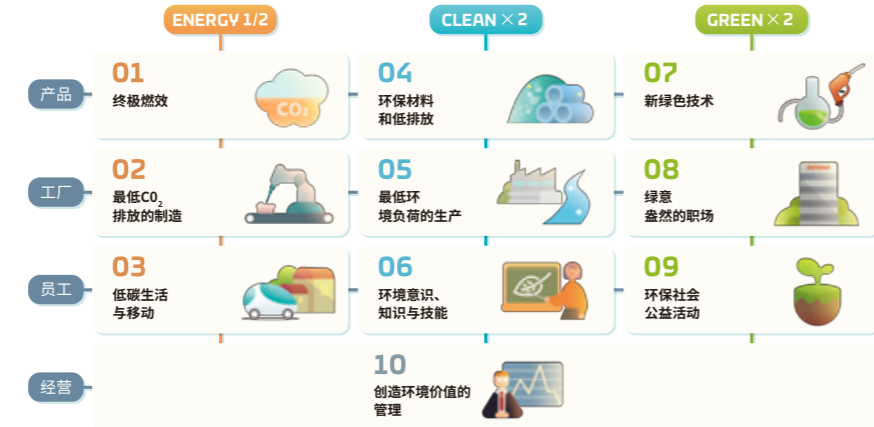 ENERGY 1/2
CLEAN × 2
GREEN × 2
产品
01
终极燃效
CO₂
04
环保材料
和低排放
07
新绿色技术
工厂
02
最低CO₂
排放的制造
05
最低环
境负荷的生产
08
绿意
盎然的职场
DENSO
员工
03
低碳生活
与移动
06
环境意识、
知识与技能
09
环保社会
公益活动
经营
10
创造环境价值的
管理